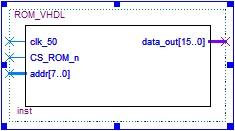 ROM_VHDL
clk_50 data_out[15..0]
CS_ROM_n
addr[7..0]
inst